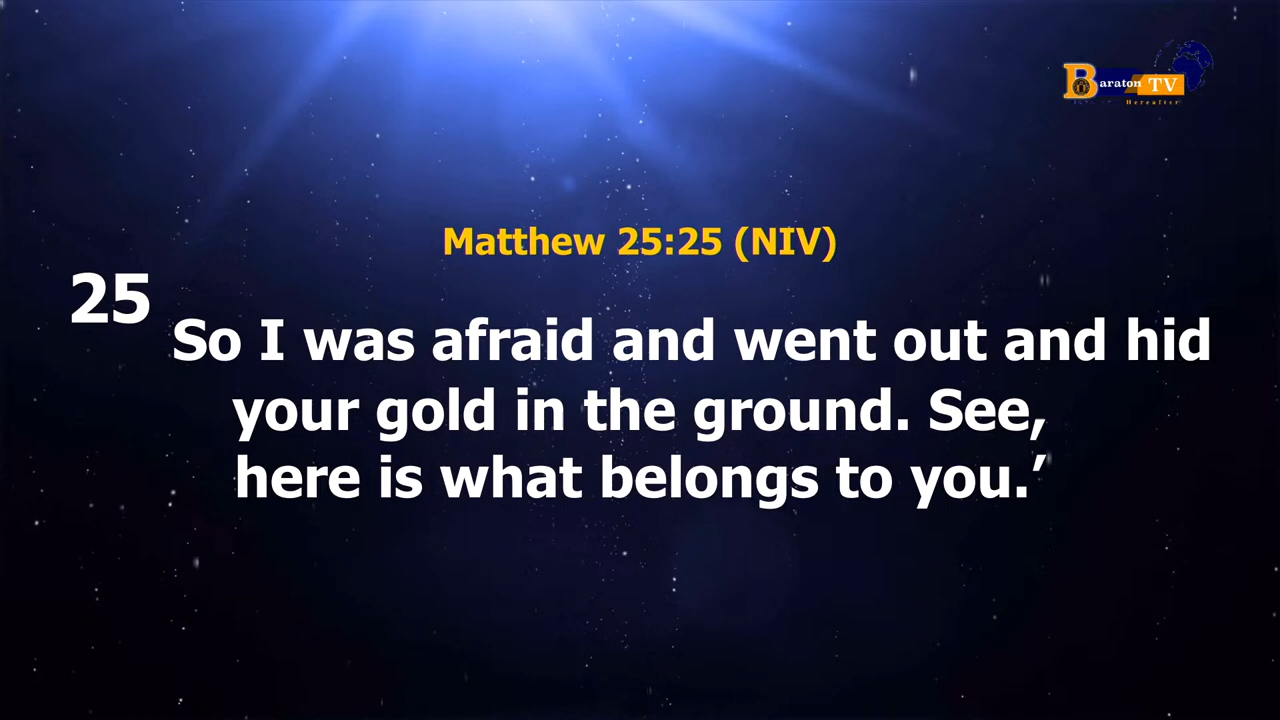 Baraton TV
Hereafter
Matthew 25:25 (NIV)
25 So I was afraid and went out and hid
your gold in the ground. See,
here is what belongs to you.’